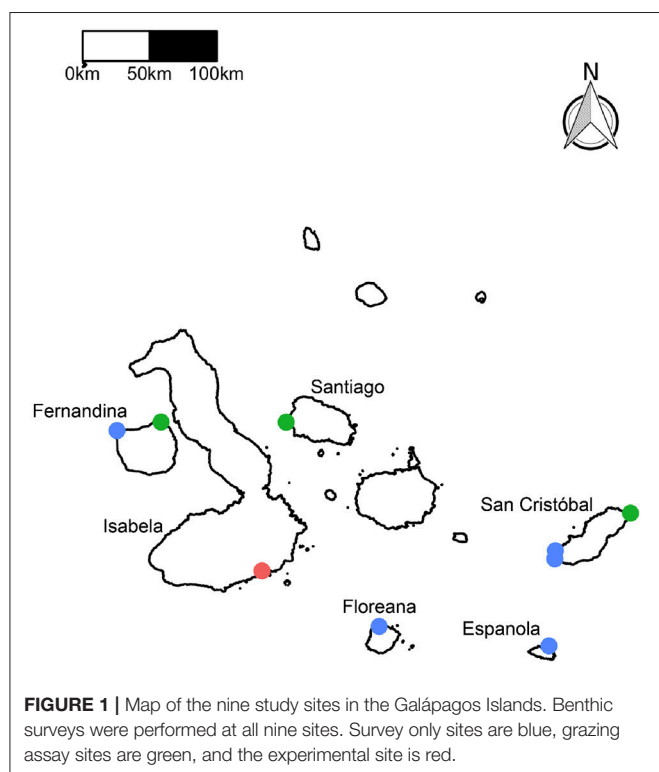 0km 50km 100km
N
Santiago
Fernandina
San Cristóbal
Isabela
Floreana
Espanola
FIGURE 1 | Map of the nine study sites in the Galápagos Islands. Benthic
surveys were performed at all nine sites. Survey only sites are blue, grazing
assay sites are green, and the experimental site is red.